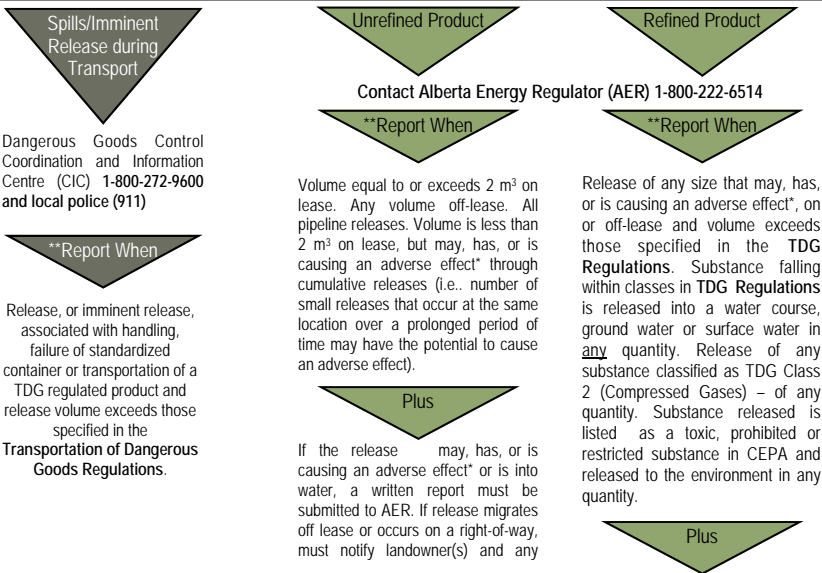 Spills/Imminent
Release during
Transport
Dangerous Goods Control
Coordination and Information
Centre (CIC) 1-800-272-9600
and local police (911)
**Report When
Release, or imminent release,
associated with handling,
failure of standardized
container or transportation of a
TDG regulated product and
release volume exceeds those
specified in the
Transportation of Dangerous
Goods Regulations.
Unrefined Product
Refined Product
Contact Alberta Energy Regulator (AER) 1-800-222-6514
**Report When
Volume equal to or exceeds 2 m³ on
lease. Any volume off-lease. All
pipeline releases. Volume is less than
2 m³ on lease, but may, has, or is
causing an adverse effect* through
cumulative releases (i.e.. number of
small releases that occur at the same
location over a prolonged period of
time may have the potential to cause
an adverse effect).
Plus
If the release may, has, or is
causing an adverse effect* or is into
water, a written report must be
submitted to AER. If release migrates
off lease or occurs on a right-of-way,
must notify landowner(s) and any
**Report When
Release of any size that may, has,
or is causing an adverse effect*, on
or off-lease and volume exceeds
those specified in the TDG
Regulations. Substance falling
within classes in TDG Regulations
is released into a water course,
ground water or surface water in
any quantity. Release of any
substance classified as TDG Class
2 (Compressed Gases) – of any
quantity. Substance released is
listed as a toxic, prohibited or
restricted substance in CEPA and
released to the environment in any
quantity.
Plus